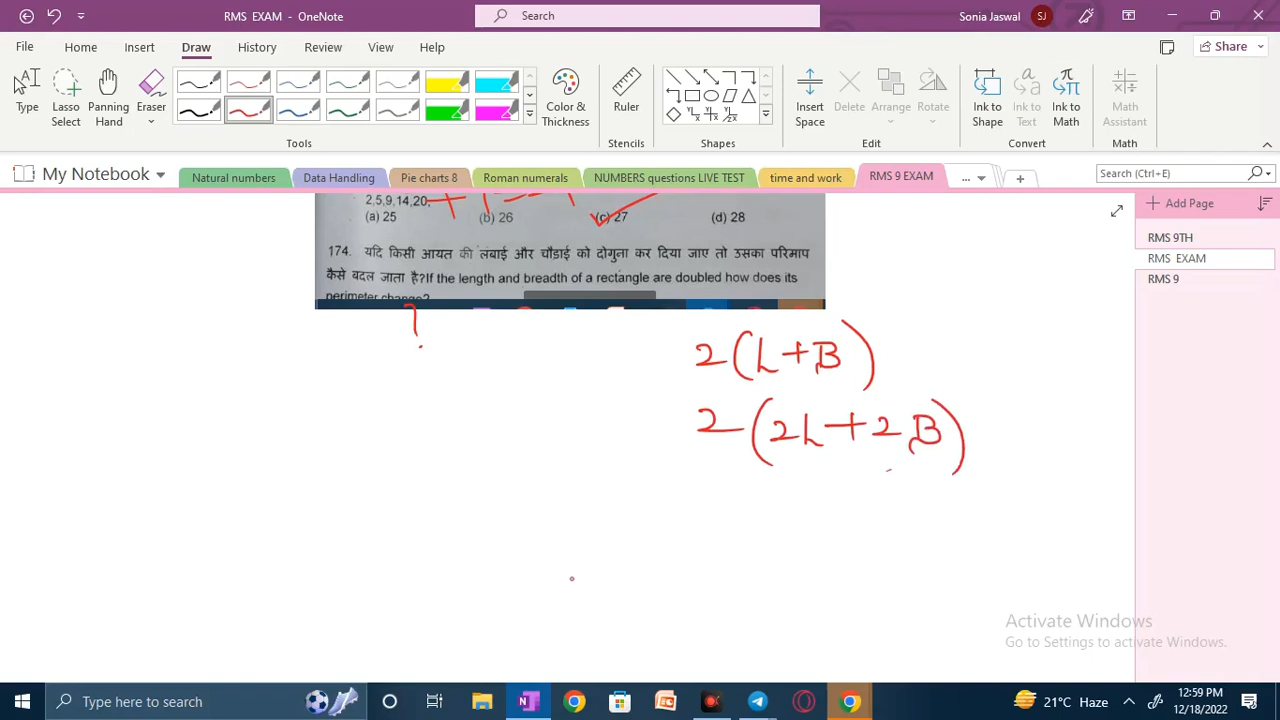 RMS EXAM - OneNote
Search
Sonia Jaswal
SJ
File Home Insert Draw History Review View Help
Share
Type
Lasso Select
Panning Hand
Eraser
Color & Thickness
Ruler
Insert Space
Delete
Arrange
Rotate
Ink to Shape
Ink to Text
Ink to Math
Math Assistant
Tools
Stencils
Shapes
Edit
Convert
Math
My Notebook
Natural numbers
Data Handling
Pie charts 8
Roman numerals
NUMBERS questions LIVE TEST
time and work
RMS 9 EXAM
...
Search (Ctrl+E)
2,5,9,14,20,
(a) 25 (b) 26 (c) 27 (d) 28
174. यदि किसी आयत की लंबाई और चौडाई को दोगुना कर दिया जाए तो उसका परिमाप
कैसे बदल जाता है?If the length and breadth of a rectangle are doubled how does its
perimeter change?
?
2(L+B)
2(2L+2B)
Add Page
RMS 9TH
RMS EXAM
RMS 9
Activate Windows
Go to Settings to activate Windows.
Type here to search
21°C Haze
12:59 PM
12/18/2022